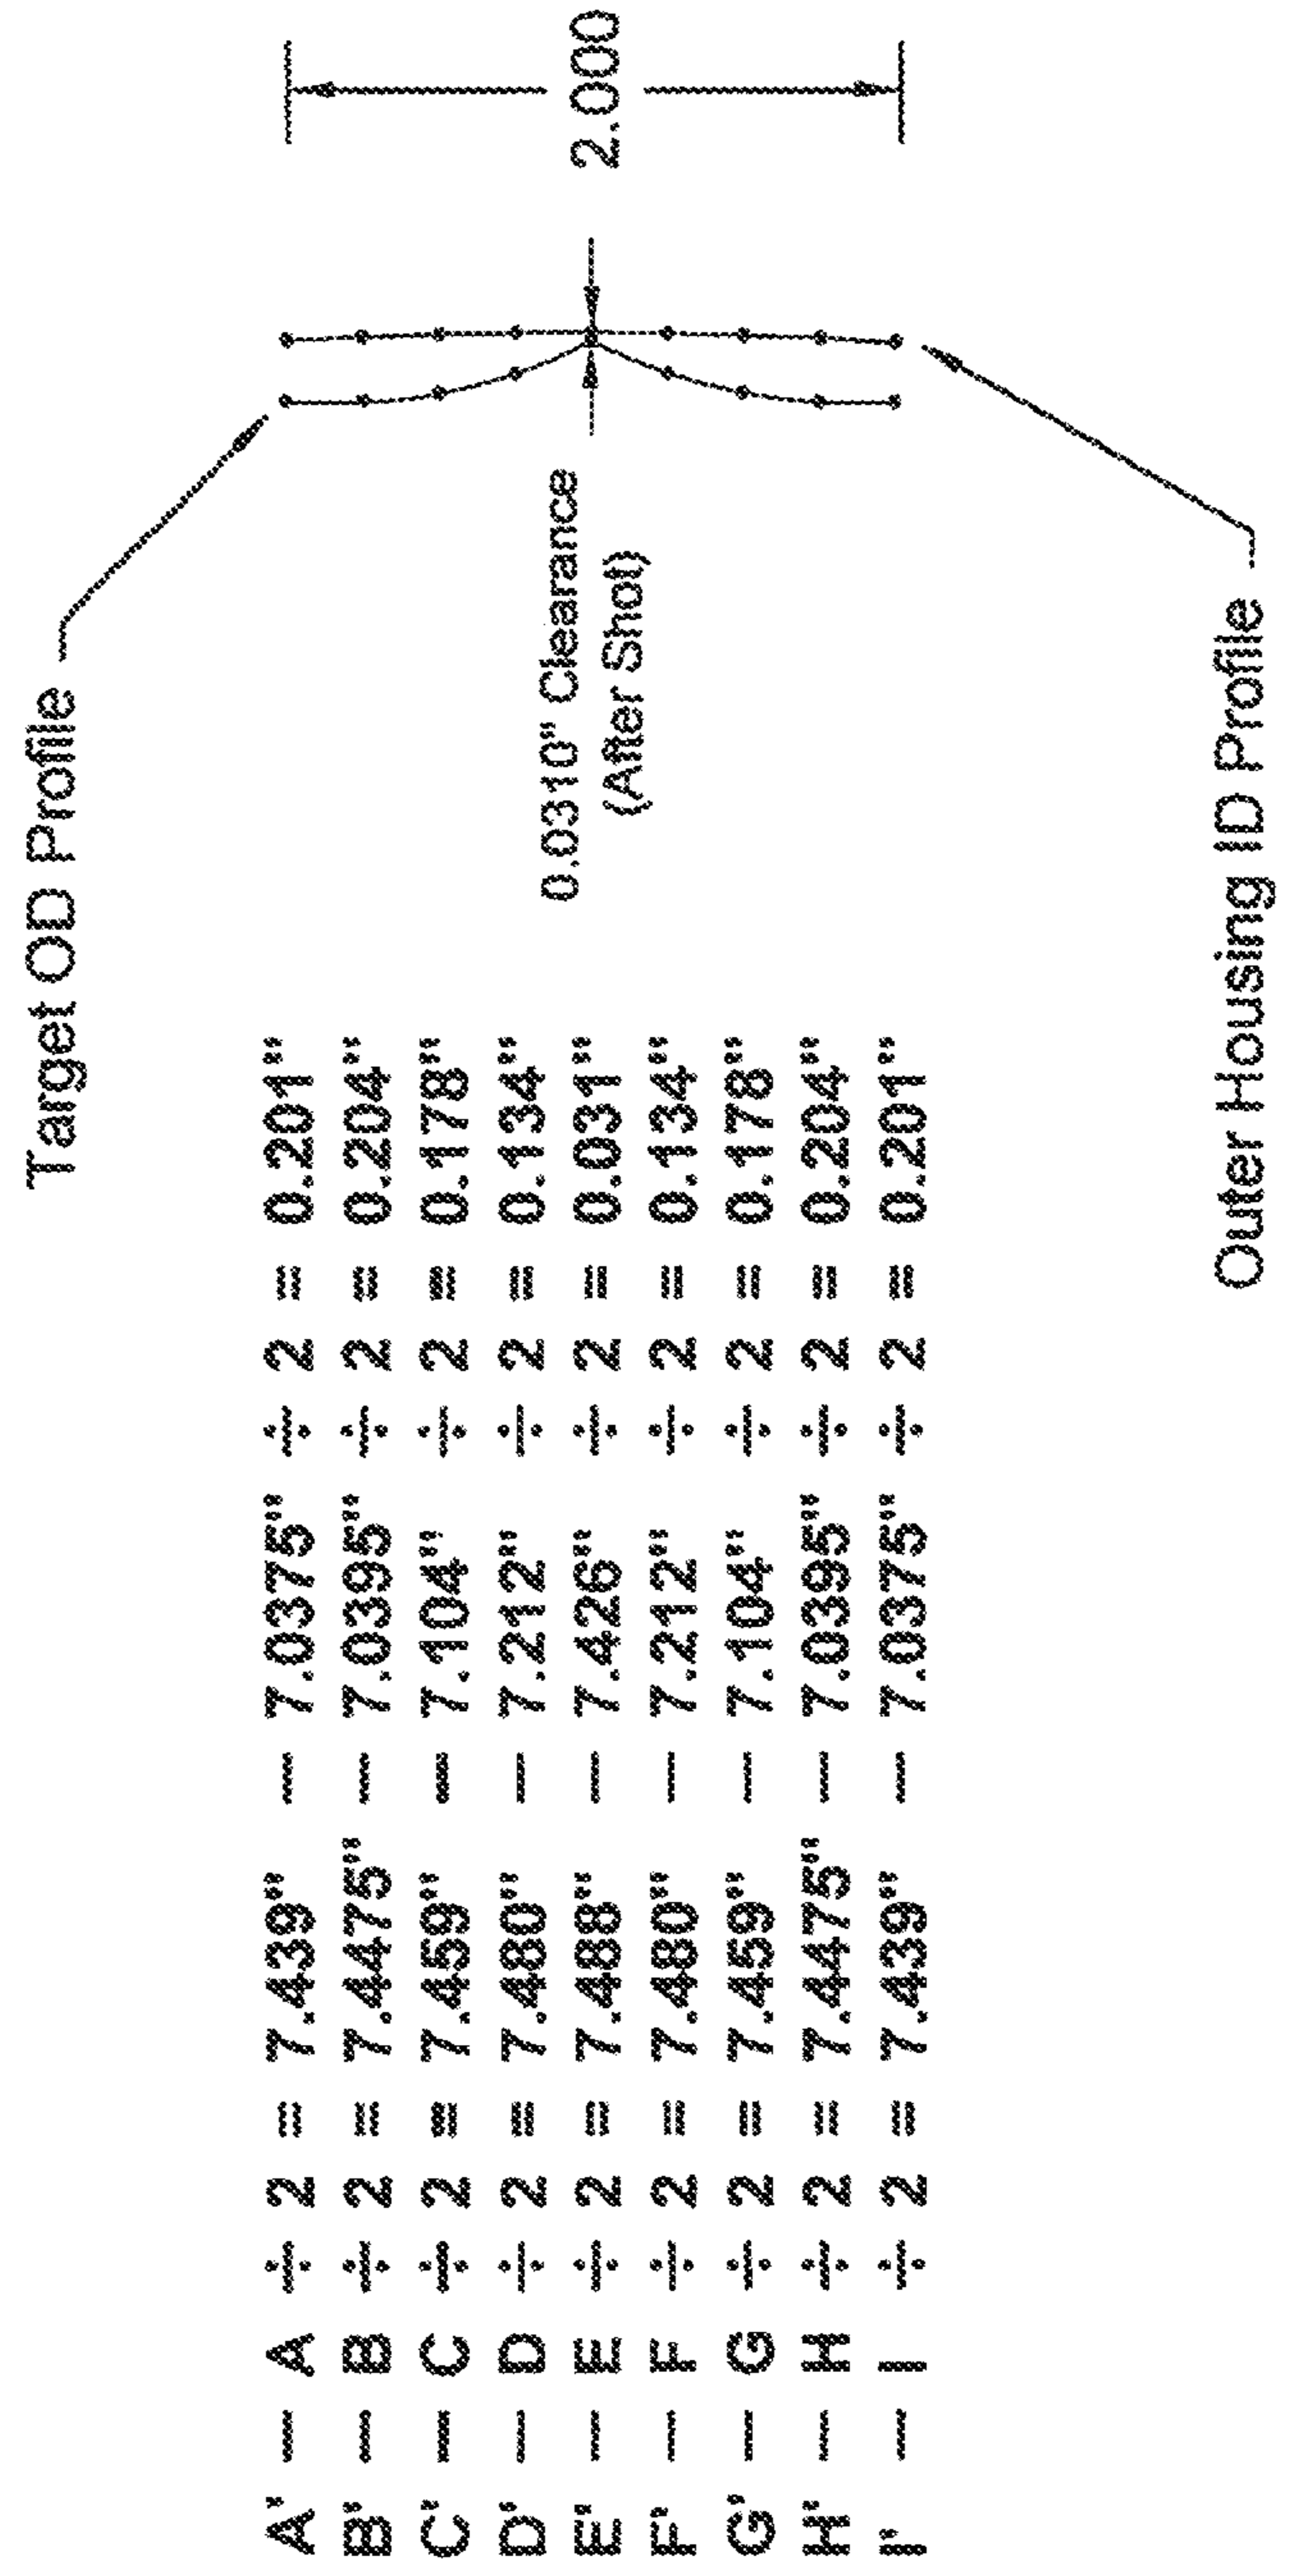 A' — A ÷ 2 = 7.439" — 7.0375" ÷ 2 = 0.201"
B' — B ÷ 2 = 7.4475" — 7.0395" ÷ 2 = 0.204"
C' — C ÷ 2 = 7.459" — 7.104" ÷ 2 = 0.178"
D' — D ÷ 2 = 7.480" — 7.212" ÷ 2 = 0.134"
E' — E ÷ 2 = 7.488" — 7.426" ÷ 2 = 0.031"
F' — F ÷ 2 = 7.480" — 7.212" ÷ 2 = 0.134"
G' — G ÷ 2 = 7.459" — 7.104" ÷ 2 = 0.178"
H' — H ÷ 2 = 7.4475" — 7.0395" ÷ 2 = 0.204"
I' — I ÷ 2 = 7.439" — 7.0375" ÷ 2 = 0.201"
Target OD Profile
0.0310" Clearance
(After Shot)
Outer Housing ID Profile
2.000